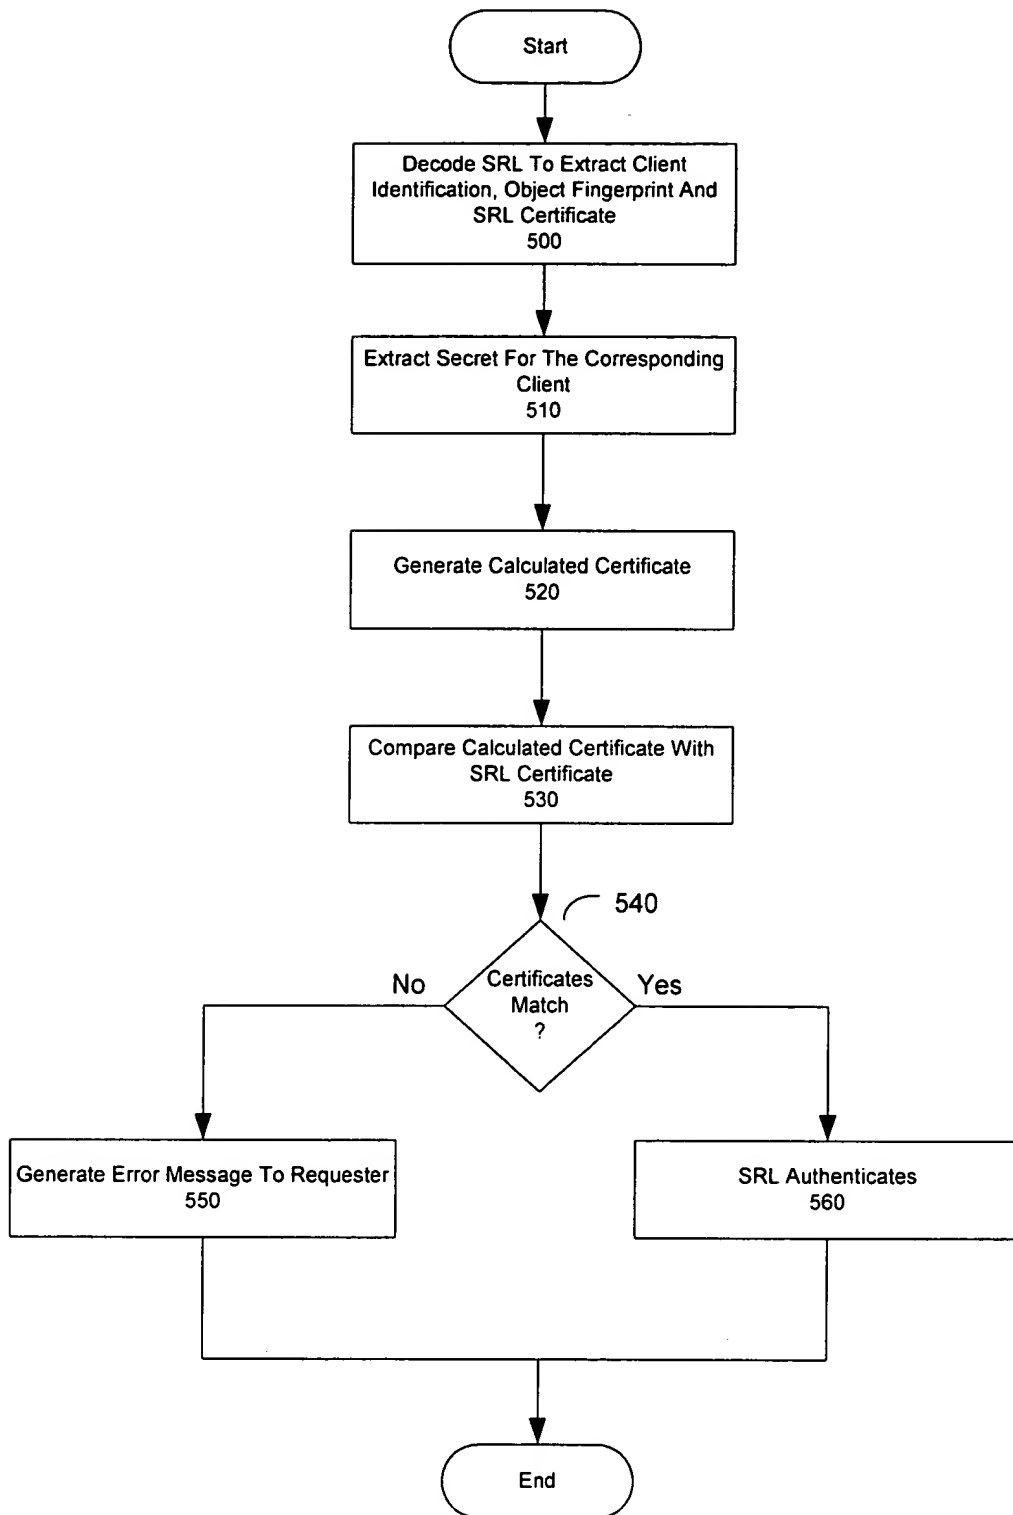 Start
Decode SRL To Extract Client
Identification, Object Fingerprint And
SRL Certificate
500
Extract Secret For The Corresponding
Client
510
Generate Calculated Certificate
520
Compare Calculated Certificate With
SRL Certificate
530
540
No
Certificates
Match
?
Yes
Generate Error Message To Requester
550
SRL Authenticates
560
End